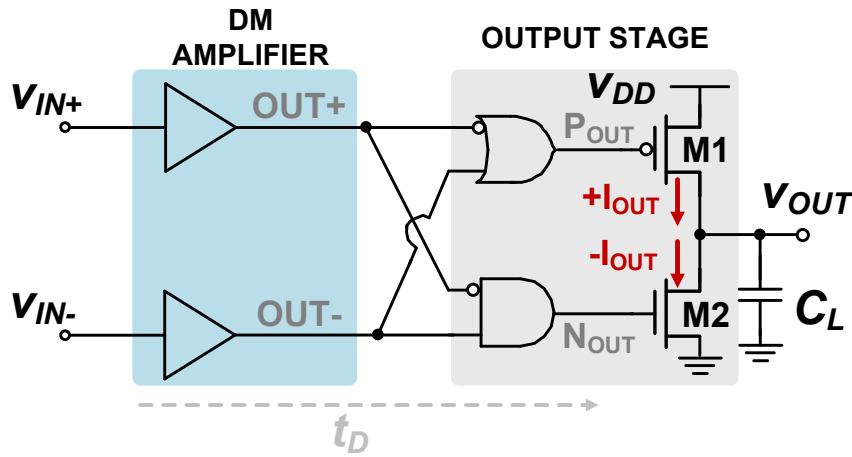 DM
AMPLIFIER
OUTPUT STAGE
vIN+
OUT+
vDD
POUT
M1
+IOUT
vOUT
-IOUT
vIN-
OUT-
NOUT
M2
CL
tD